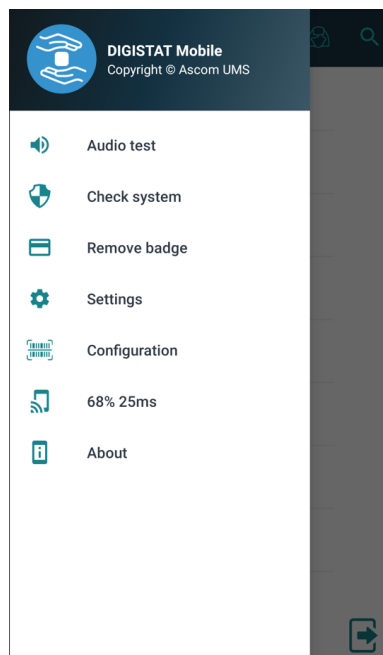 DIGISTAT Mobile
Copyright © Ascom UMS
Audio test
Check system
Remove badge
Settings
Configuration
68% 25ms
About